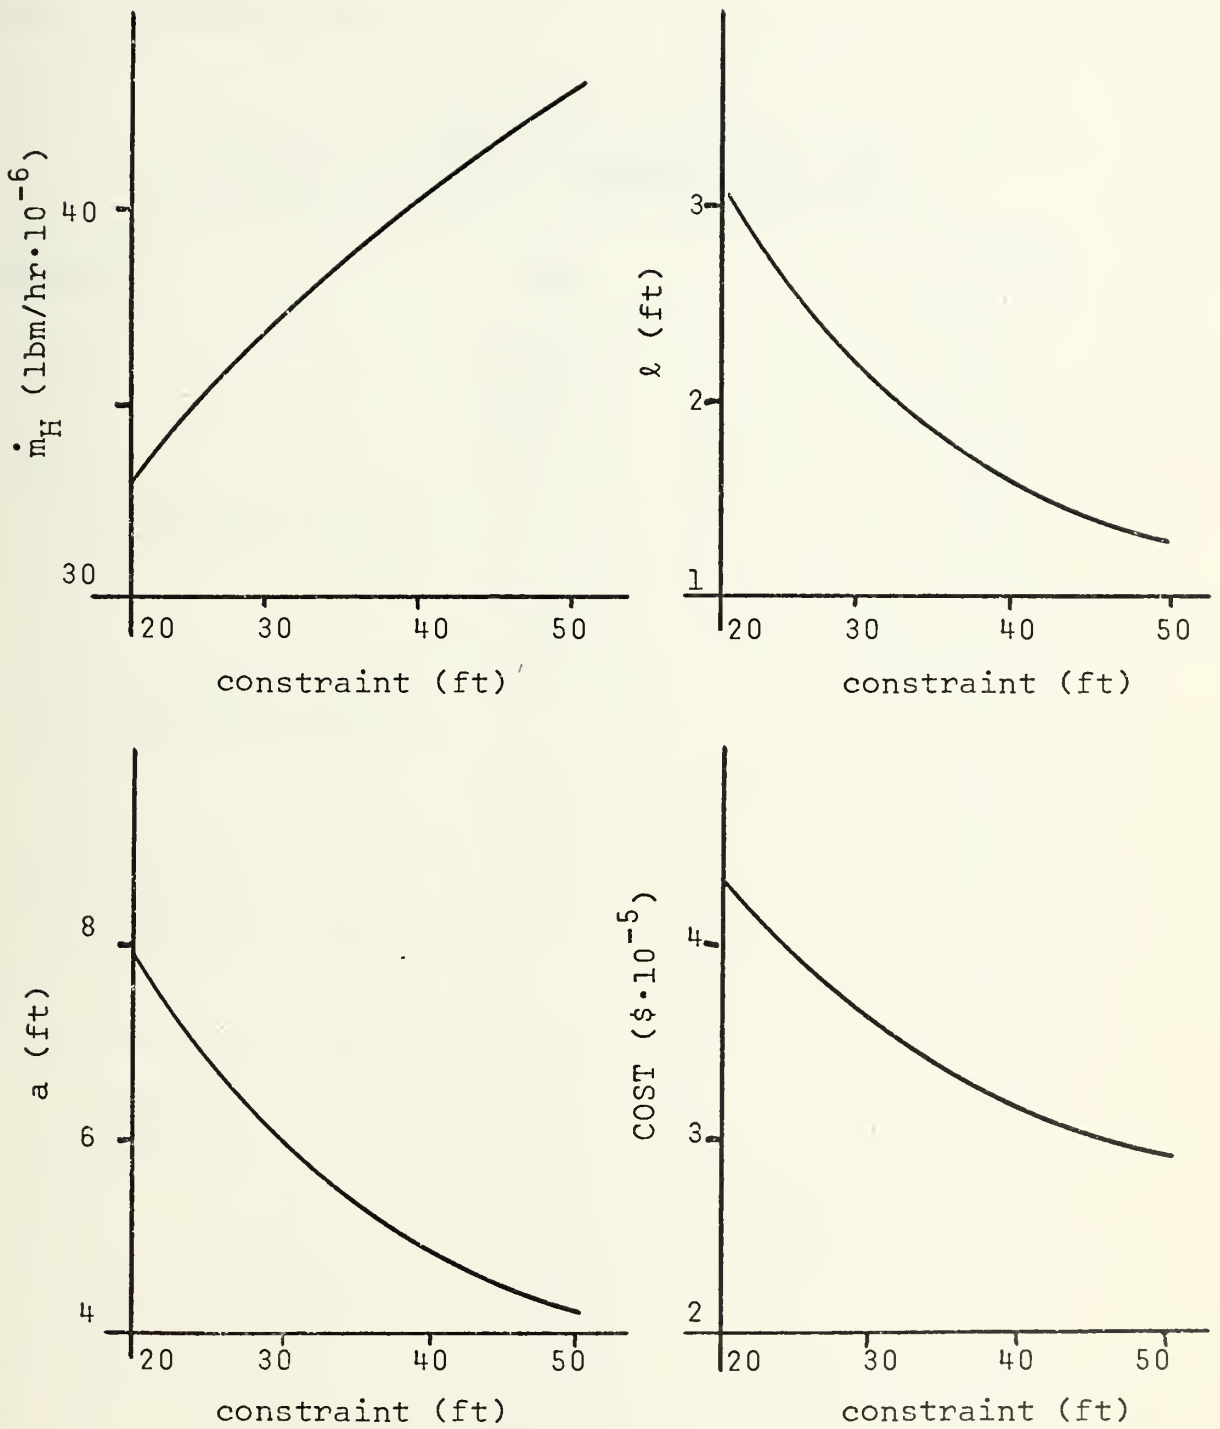 ṁH (lbm/hr·10⁻⁶)
40
30
20 30 40 50
constraint (ft)
ℓ (ft)
3
2
1
20 30 40 50
constraint (ft)
a (ft)
8
6
4
20 30 40 50
constraint (ft)
COST ($·10⁻⁵)
4
3
2
20 30 40 50
constraint (ft)